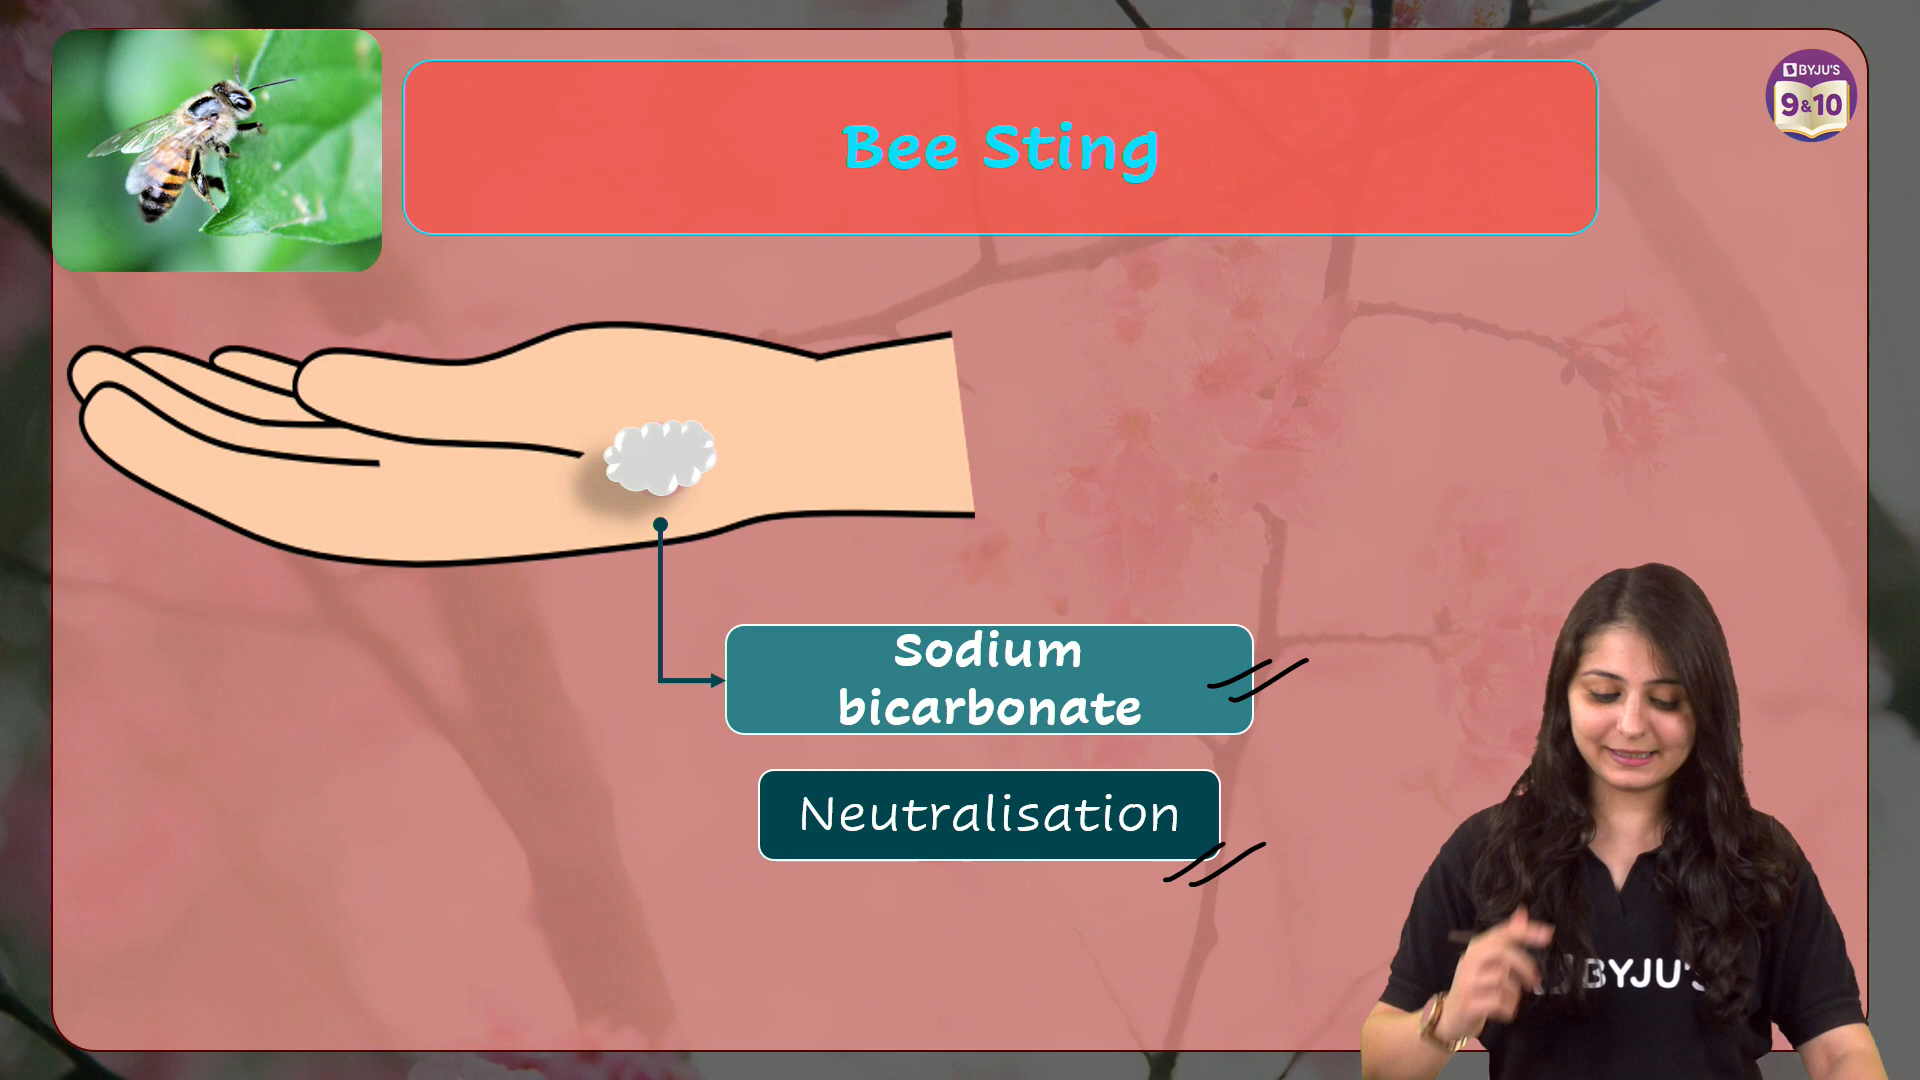 BYJU'S
9&10
Bee Sting
Sodium
bicarbonate
Neutralisation
BYJU'S